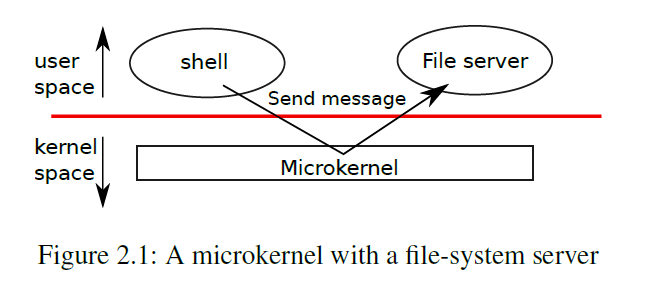 user
space
shell
File server
Send message
kernel
space
Microkernel
Figure 2.1: A microkernel with a file-system server